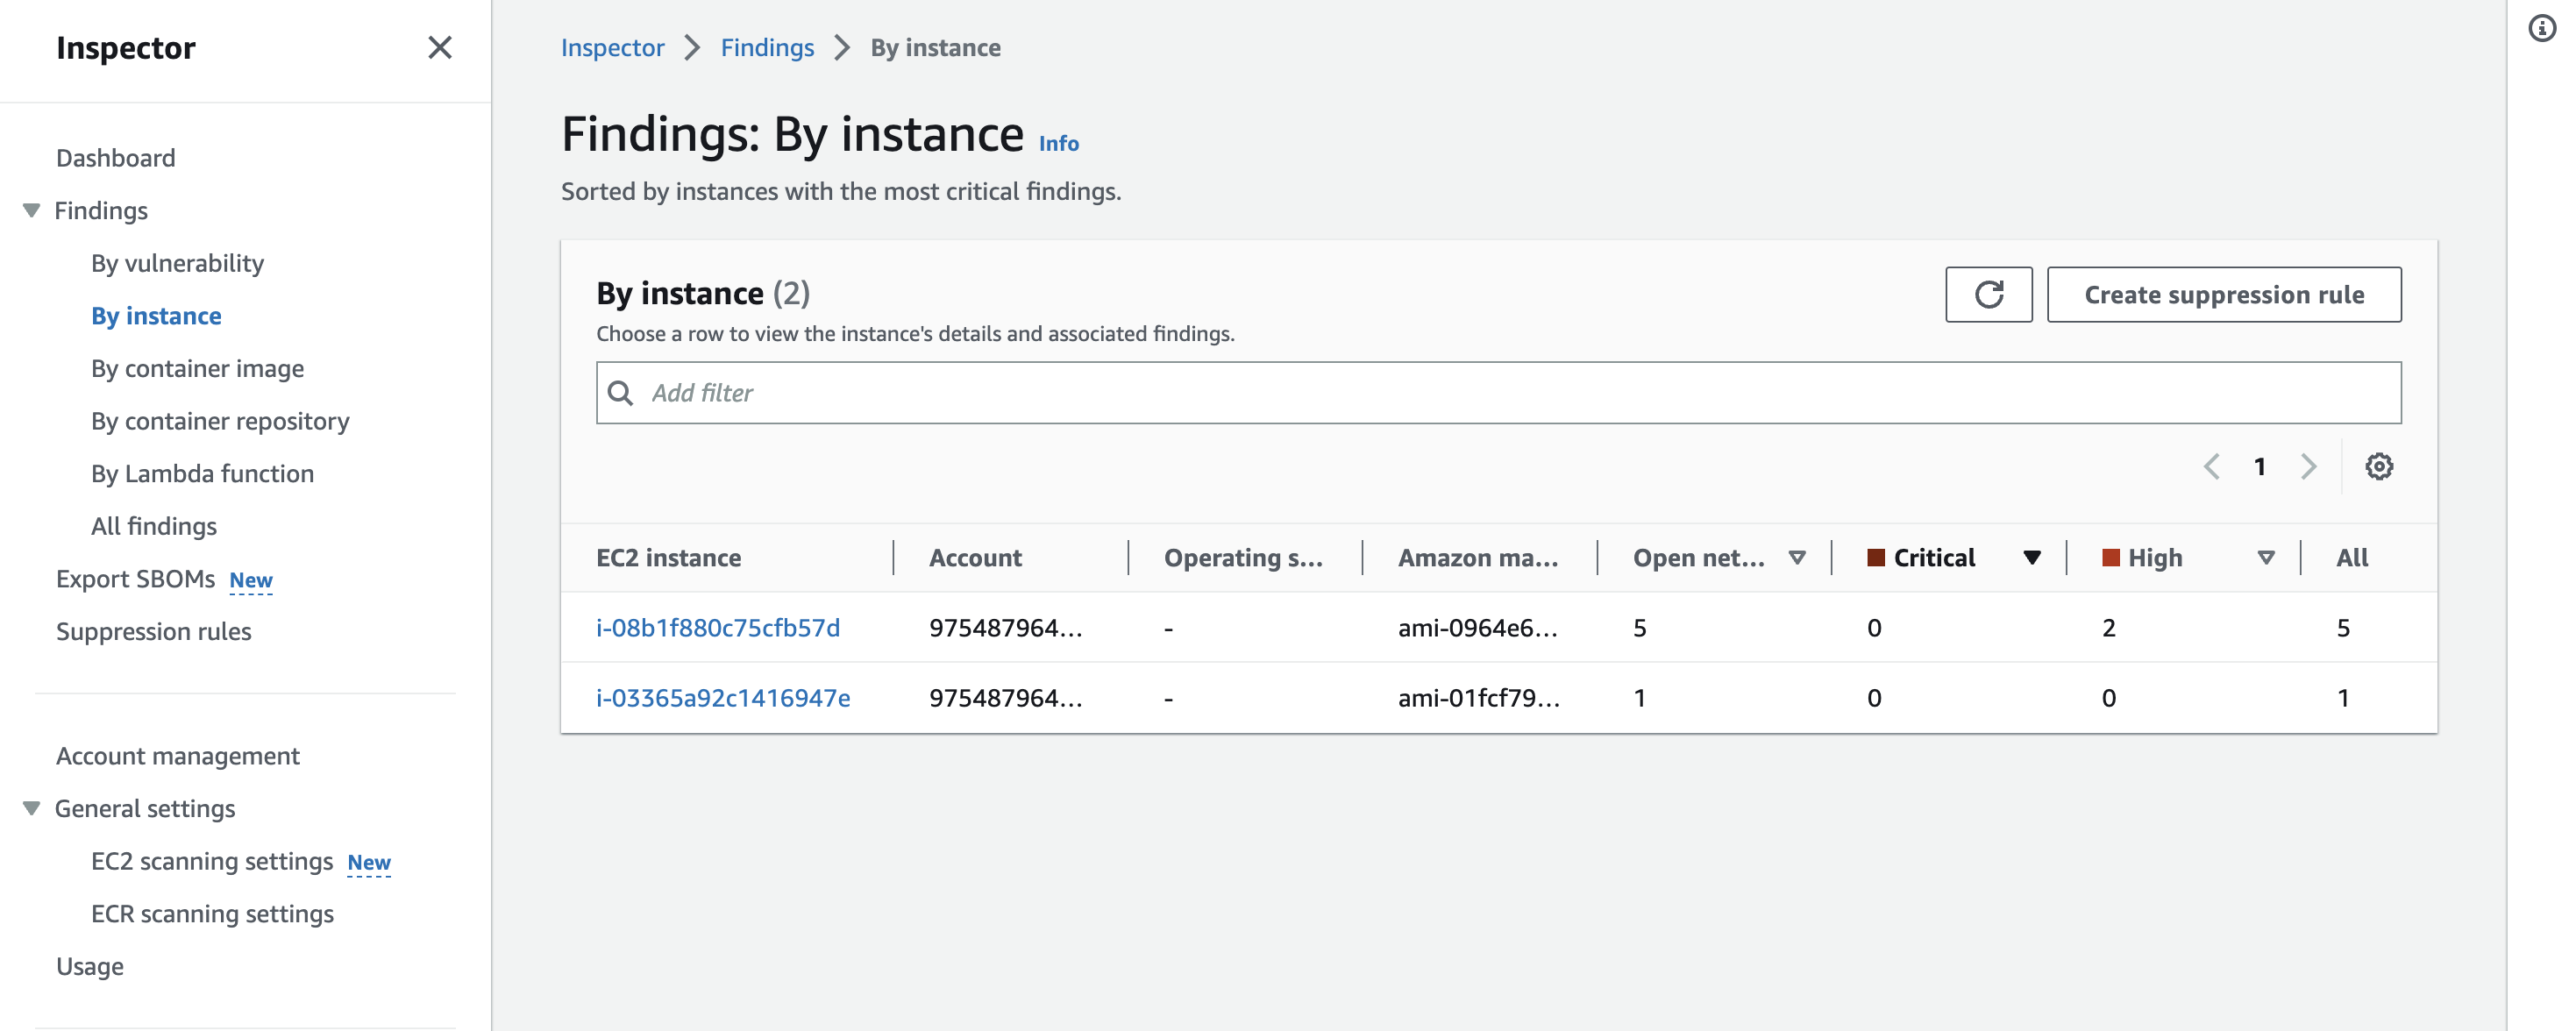 Inspector
Dashboard
Findings
By vulnerability
By instance
By container image
By container repository
By Lambda function
All findings
Export SBOMs New
Suppression rules
Account management
General settings
EC2 scanning settings New
ECR scanning settings
Usage
Inspector Findings By instance
Findings: By instance Info
Sorted by instances with the most critical findings.
By instance (2)
Create suppression rule
Choose a row to view the instance's details and associated findings.
Add filter
1
EC2 instance Account Operating s... Amazon ma... Open net... Critical High All
i-08b1f880c75cfb57d 975487964... - ami-0964e6... 5 0 2 5
i-03365a92c1416947e 975487964... - ami-01fcf79... 1 0 0 1